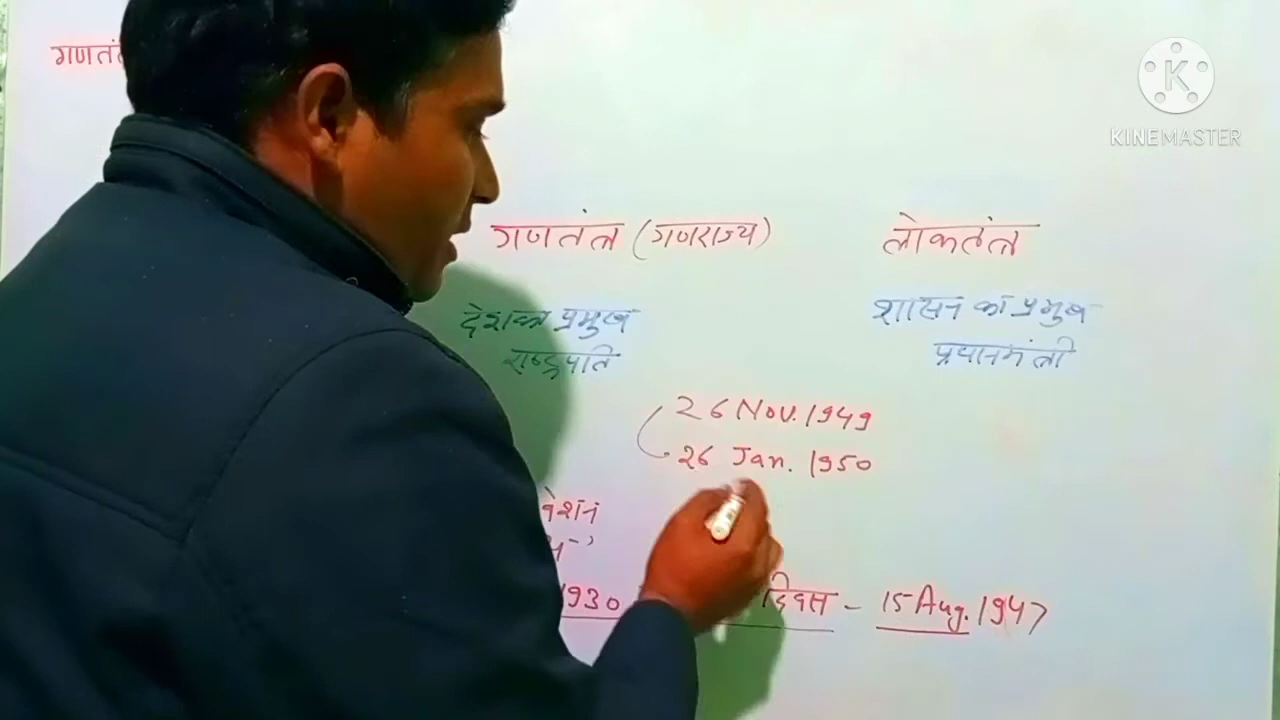 गणतं
K
KINEMASTER
गणतंत्र (गणराज्य) लोकतंत्र
देश का प्रमुख शासन का प्रमुख
राष्ट्रपति प्रधानमंत्री
26 Nov. 1949
26 Jan. 1950
वेशन
1930 दिवस - 15 Aug. 1947